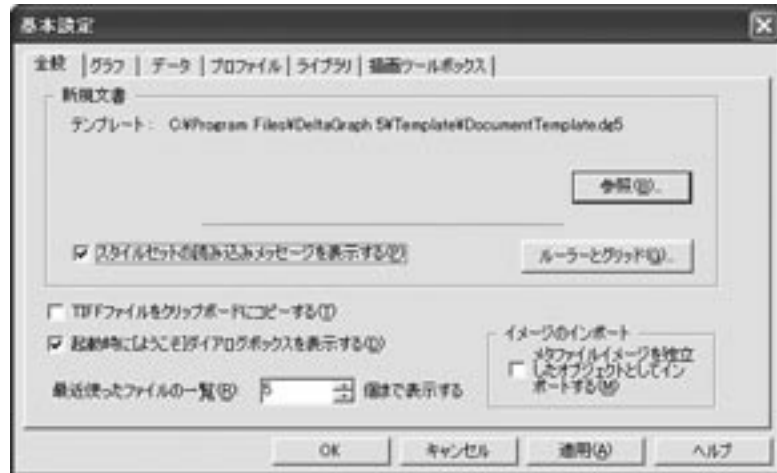 基本設定
全般 グラフ データ プロファイル ライブラリ 描画ツールボックス
新規文書
テンプレート： C:¥Program Files¥DeltaGraph 5¥Template¥DocumentTemplate.dg5
参照(B)...
スタイルセットの読み込みメッセージを表示する(P)
ルーラーとグリッド(G)...
TIFFファイルをクリップボードにコピーする(T)
起動時に[ようこそ]ダイアログボックスを表示する(D)
イメージのインポート
メタファイルイメージを独立
したオブジェクトとしてイン
ポートする(M)
最近使ったファイルの一覧(R) 5 個まで表示する
OK キャンセル 適用(A) ヘルプ